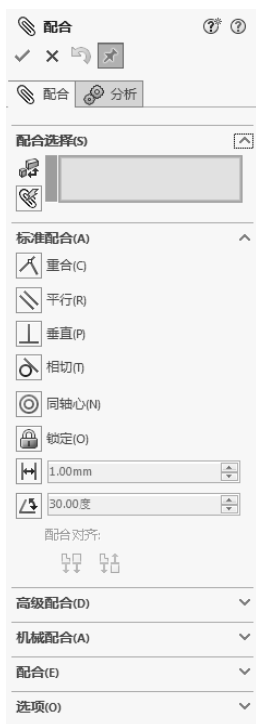 配合
配合 分析
配合选择(S)
标准配合(A)
重合(C)
平行(R)
垂直(P)
相切(T)
同轴心(N)
锁定(O)
1.00mm
30.00度
配合对齐:
高级配合(D)
机械配合(A)
配合(E)
选项(O)